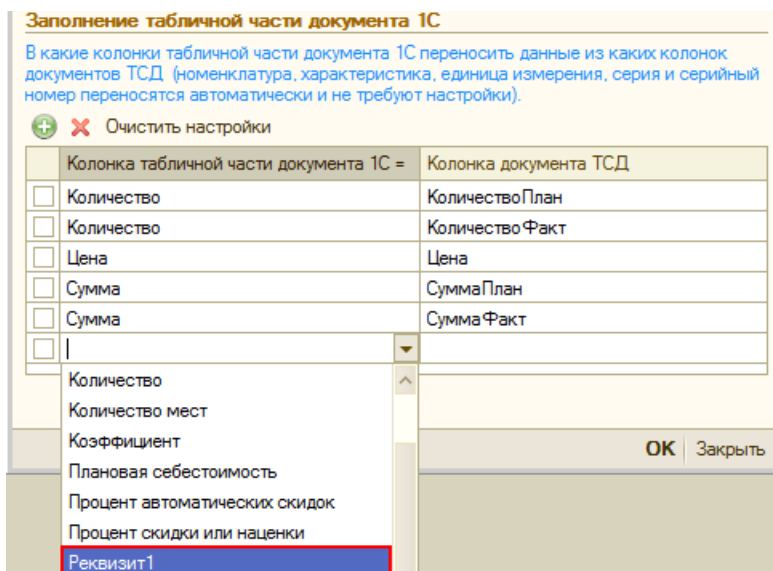 Заполнение табличной части документа 1С
В какие колонки табличной части документа 1С переносить данные из каких колонок
документов ТСД (номенклатура, характеристика, единица измерения, серия и серийный
номер переносятся автоматически и не требуют настройки).
Очистить настройки
Колонка табличной части документа 1С = Колонка документа ТСД
Количество КоличествоПлан
Количество КоличествоФакт
Цена Цена
Сумма СуммаПлан
Сумма СуммаФакт
Количество
Количество мест
Коэффициент
ОК Закрыть
Плановая себестоимость
Процент автоматических скидок
Процент скидки или наценки
Реквизит1